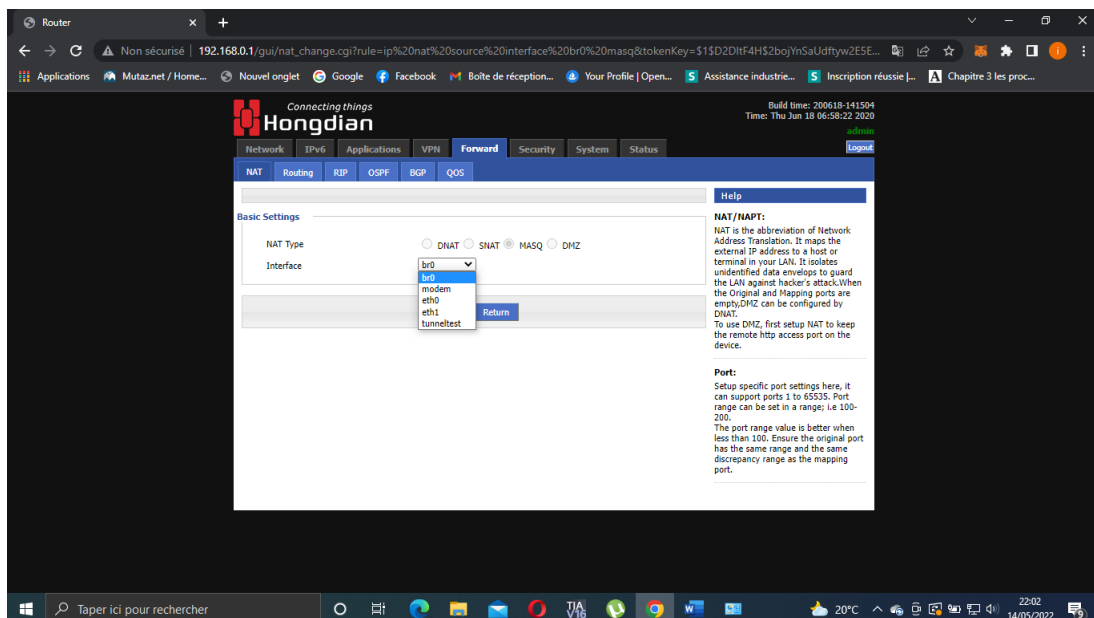 Router
Non sécurisé | 192.168.0.1/gui/nat_change.cgi?rule=ip%20nat%20source%20interface%20br0%20masq&tokenKey=$1$D2DItF4H$2bojYnSaUdftyw2E5E...
Applications Mutaz.net / Home... Nouvel onglet Google Facebook Boîte de réception... Your Profile | Open... Assistance industrie... Inscription réussie |... Chapitre 3 les proc...
Connecting things
Hongdian
Build time: 200618-141504
Time: Thu Jun 18 06:58:22 2020
admin
Network IPv6 Applications VPN Forward Security System Status Logout
NAT Routing RIP OSPF BGP QOS
Basic Settings
NAT Type DNAT SNAT MASQ DMZ
Interface br0
br0
modem
eth0
eth1
tunneltest
Return
Help
NAT/NAPT:
NAT is the abbreviation of Network
Address Translation. It maps the
external IP address to a host or
terminal in your LAN. It isolates
unidentified data envelops to guard
the LAN against hacker's attack.When
the Original and Mapping ports are
empty,DMZ can be configured by
DNAT.
To use DMZ, first setup NAT to keep
the remote http access port on the
device.
Port:
Setup specific port settings here, it
can support ports 1 to 65535. Port
range can be set in a range; i.e 100-
200.
The port range value is better when
less than 100. Ensure the original port
has the same range and the same
discrepancy range as the mapping
port.
Taper ici pour rechercher
TIA
V16
20°C
22:02
14/05/2022